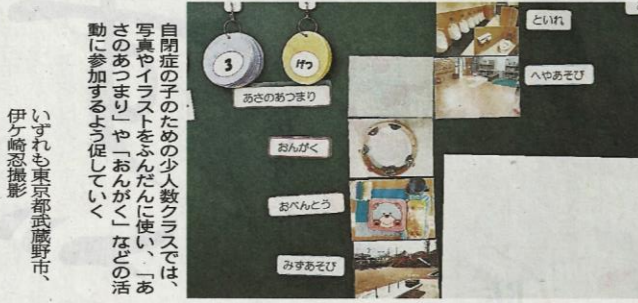 自閉症の子のための少人数クラスでは、
写真やイラストをふんだんに使い、「あ
さのあつまり」や「おんがく」などの活
動に参加するよう促していく
いずれも東京都武蔵野市、
伊ケ崎忍撮影
3
げつ
あさのあつまり
おんがく
おべんとう
みずあそび
といれ
へやあそび